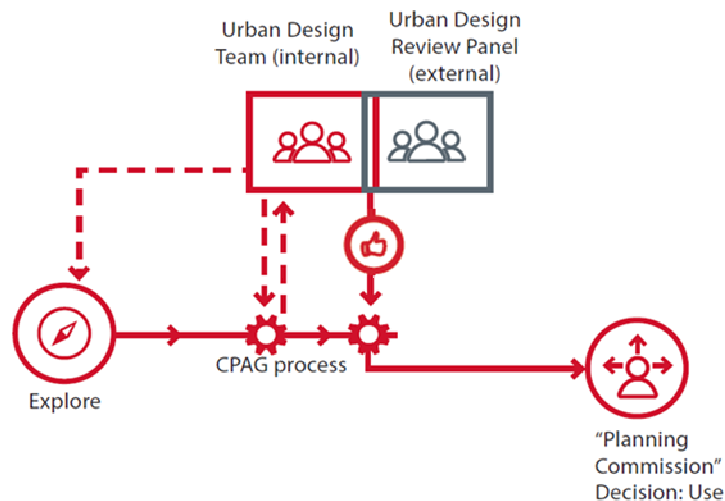 Urban Design
Team (internal)
Urban Design
Review Panel
(external)
Explore
CPAG process
“Planning
Commission”
Decision: Use